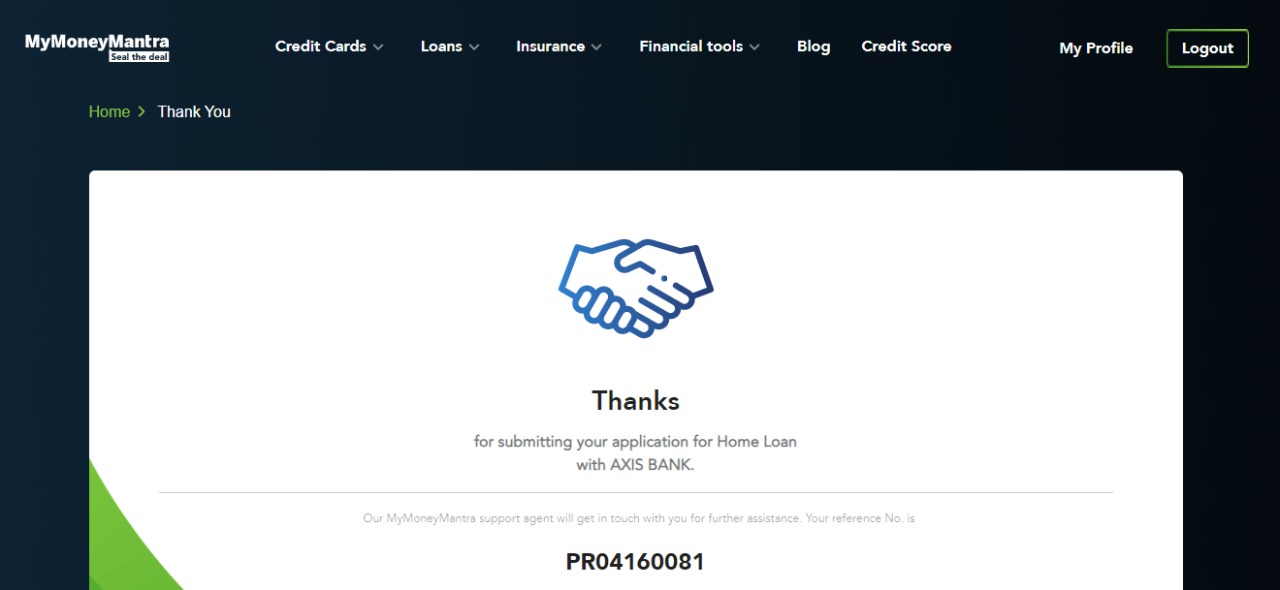 MyMoneyMantra
Seal the deal
Credit Cards Loans Insurance Financial tools Blog Credit Score My Profile Logout
Home > Thank You
Thanks
for submitting your application for Home Loan
with AXIS BANK.
Our MyMoneyMantra support agent will get in touch with you for further assistance. Your reference No. is
PR04160081